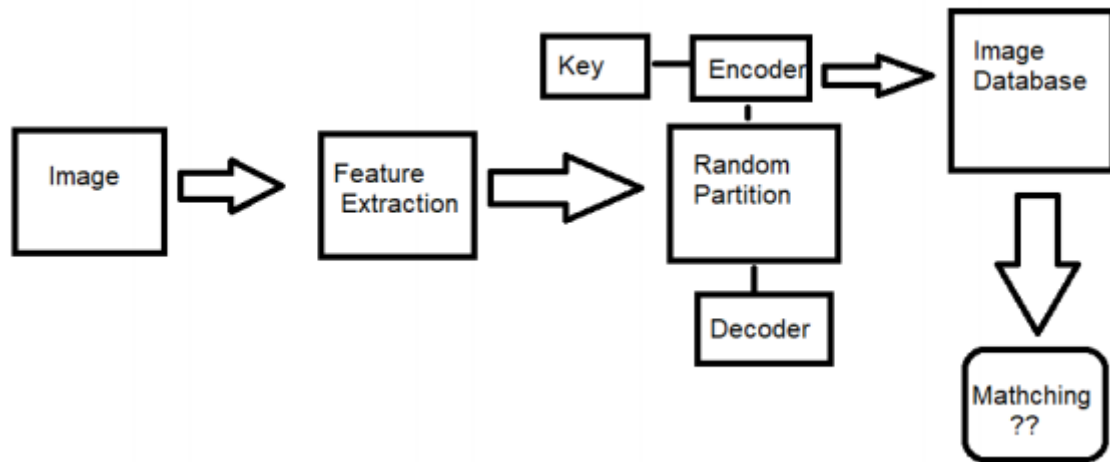 Key
Encoder
Image
Database
Image
Feature
Extraction
Random
Partition
Decoder
Mathching
??